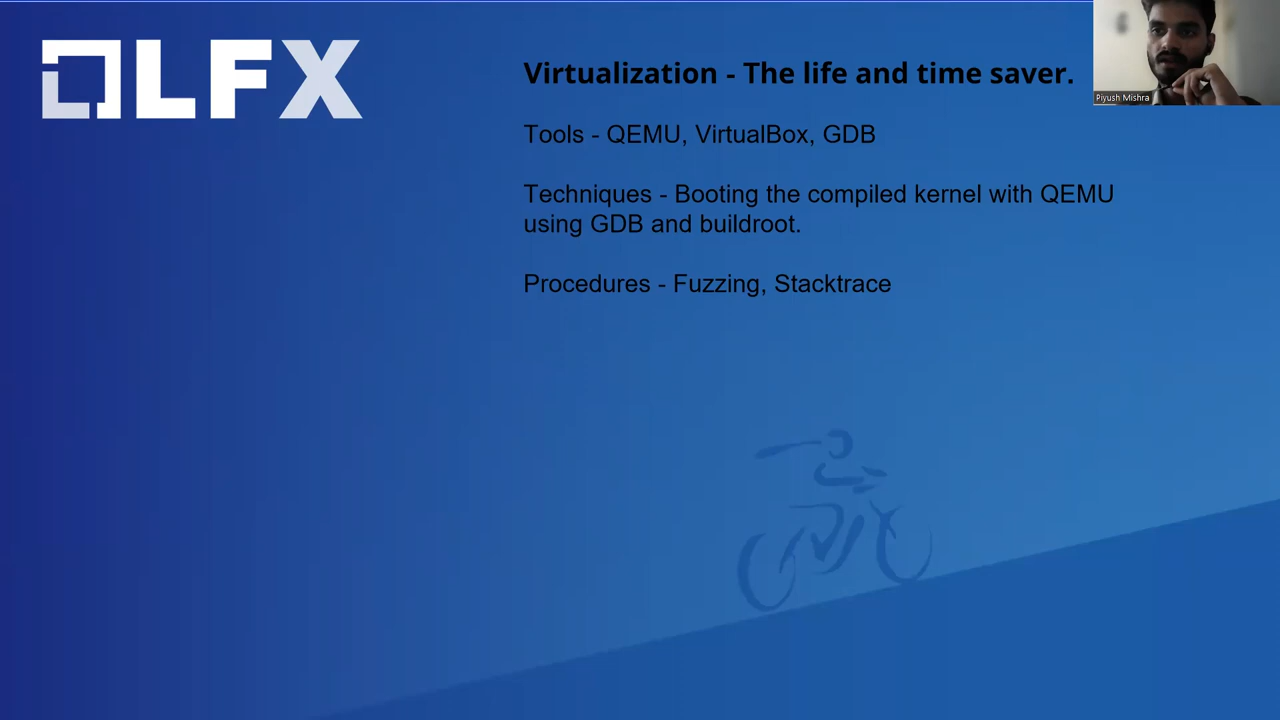 LFX
Virtualization - The life and time saver.
Piyush Mishra
Tools - QEMU, VirtualBox, GDB
Techniques - Booting the compiled kernel with QEMU
using GDB and buildroot.
Procedures - Fuzzing, Stacktrace